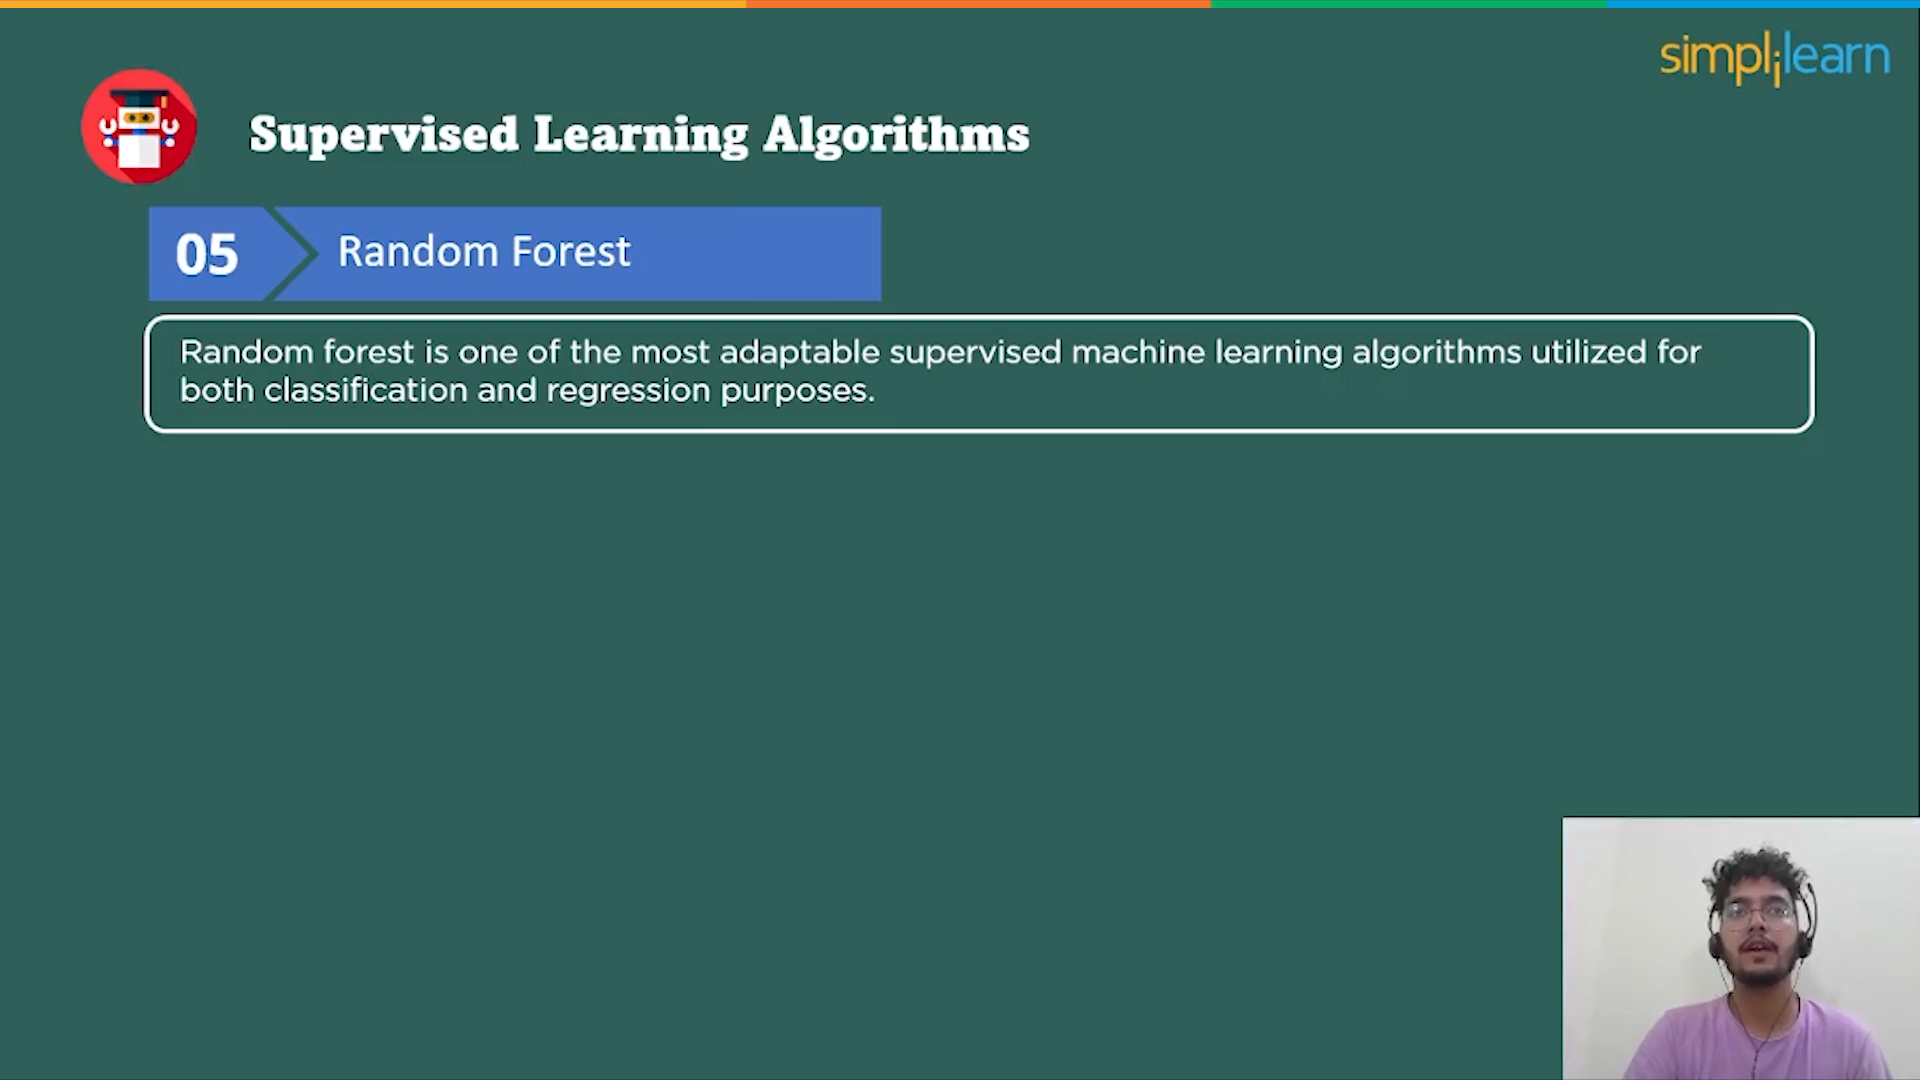 simplilearn
Supervised Learning Algorithms
05 Random Forest
Random forest is one of the most adaptable supervised machine learning algorithms utilized for
both classification and regression purposes.